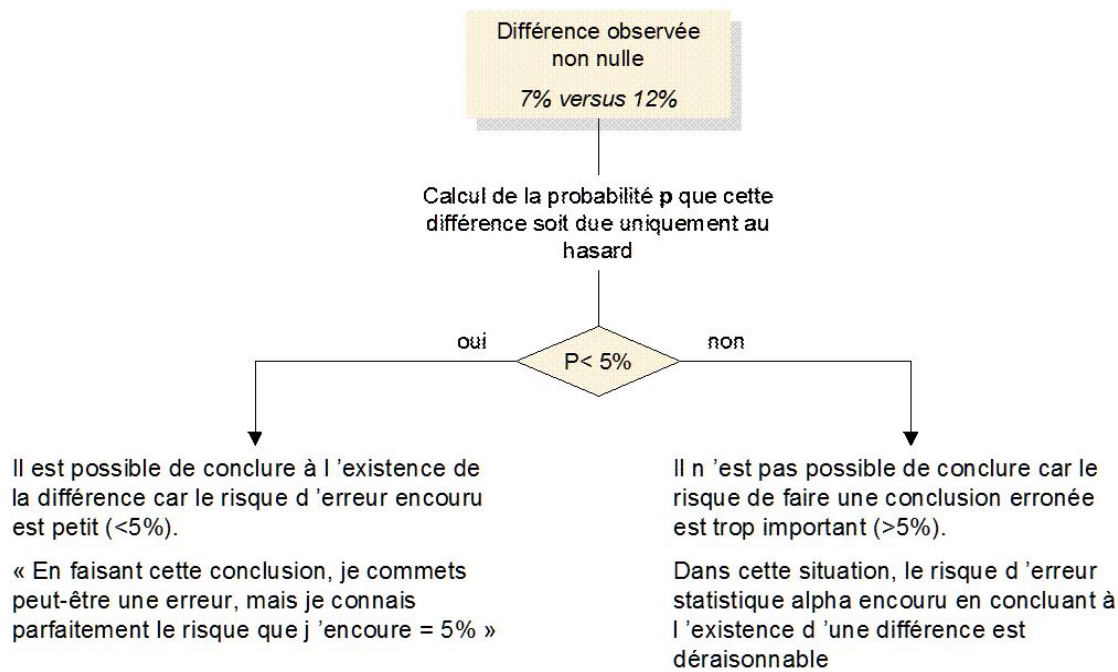 Différence observée
non nulle
7% versus 12%
Calcul de la probabilité p que cette
différence soit due uniquement au
hasard
oui
P< 5%
non
Il est possible de conclure à l 'existence de
la différence car le risque d 'erreur encouru
est petit (<5%).
« En faisant cette conclusion, je commets
peut-être une erreur, mais je connais
parfaitement le risque que j 'encoure = 5% »
Il n 'est pas possible de conclure car le
risque de faire une conclusion erronée
est trop important (>5%).
Dans cette situation, le risque d 'erreur
statistique alpha encouru en concluant à
l 'existence d 'une différence est
déraisonnable